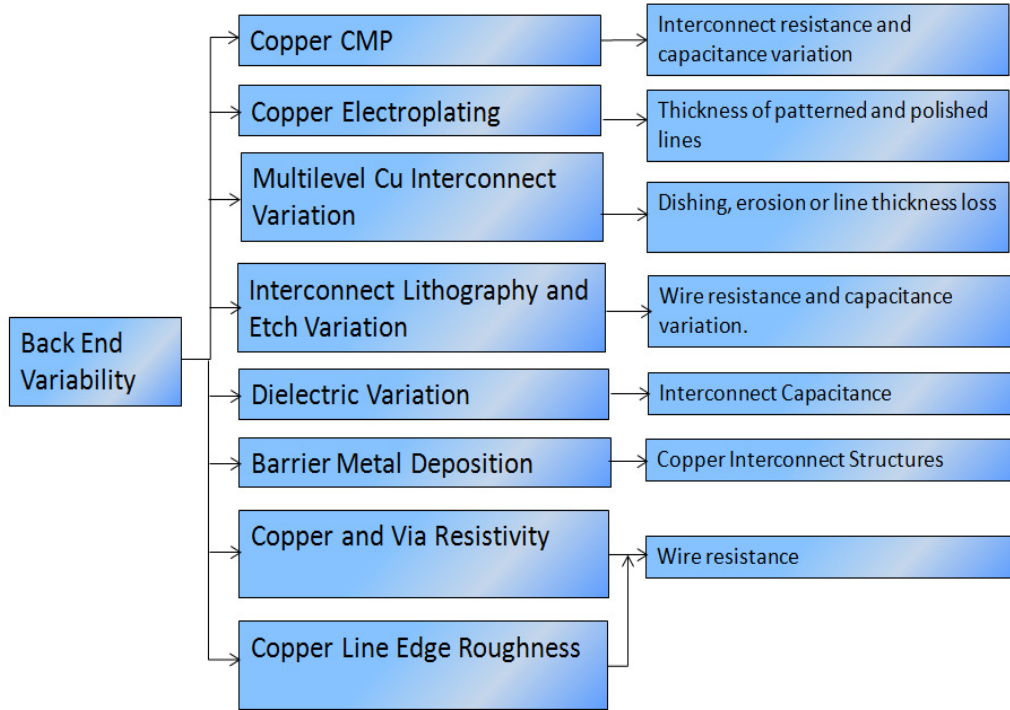 Copper CMP
Interconnect resistance and
capacitance variation
Copper Electroplating
Thickness of patterned and polished
lines
Multilevel Cu Interconnect
Variation
Dishing, erosion or line thickness loss
Interconnect Lithography and
Etch Variation
Wire resistance and capacitance
variation.
Back End
Variability
Dielectric Variation
Interconnect Capacitance
Barrier Metal Deposition
Copper Interconnect Structures
Copper and Via Resistivity
Wire resistance
Copper Line Edge Roughness